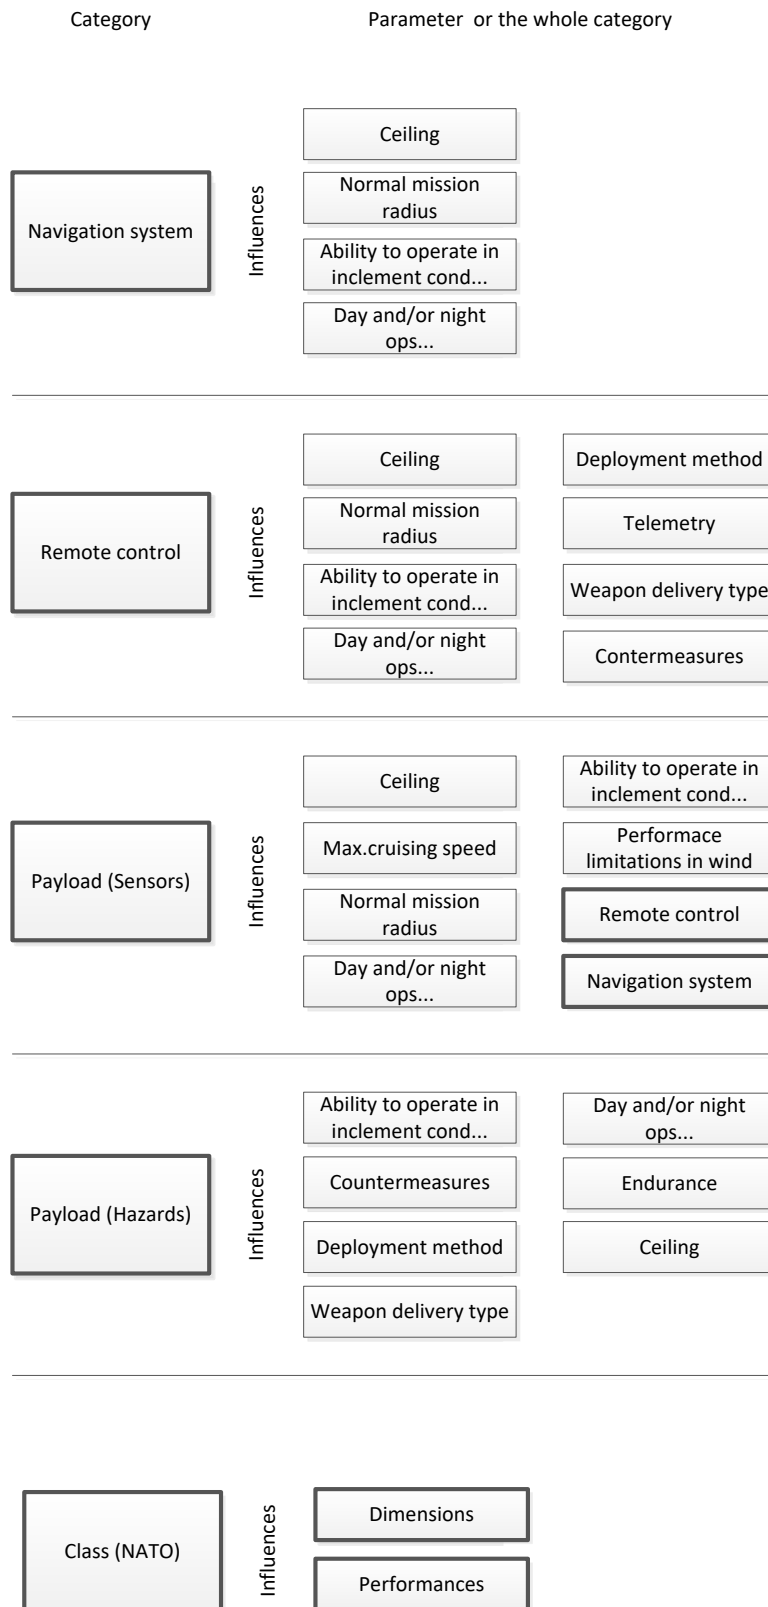 Category
Parameter or the whole category
Navigation system
Influences
Ceiling
Normal mission
radius
Ability to operate in
inclement cond...
Day and/or night
ops...
Remote control
Influences
Ceiling
Normal mission
radius
Ability to operate in
inclement cond...
Day and/or night
ops...
Deployment method
Telemetry
Weapon delivery type
Contermeasures
Payload (Sensors)
Influences
Ceiling
Max.cruising speed
Normal mission
radius
Day and/or night
ops...
Ability to operate in
inclement cond...
Performace
limitations in wind
Remote control
Navigation system
Payload (Hazards)
Influences
Ability to operate in
inclement cond...
Countermeasures
Deployment method
Weapon delivery type
Day and/or night
ops...
Endurance
Ceiling
Class (NATO)
Influences
Dimensions
Performances